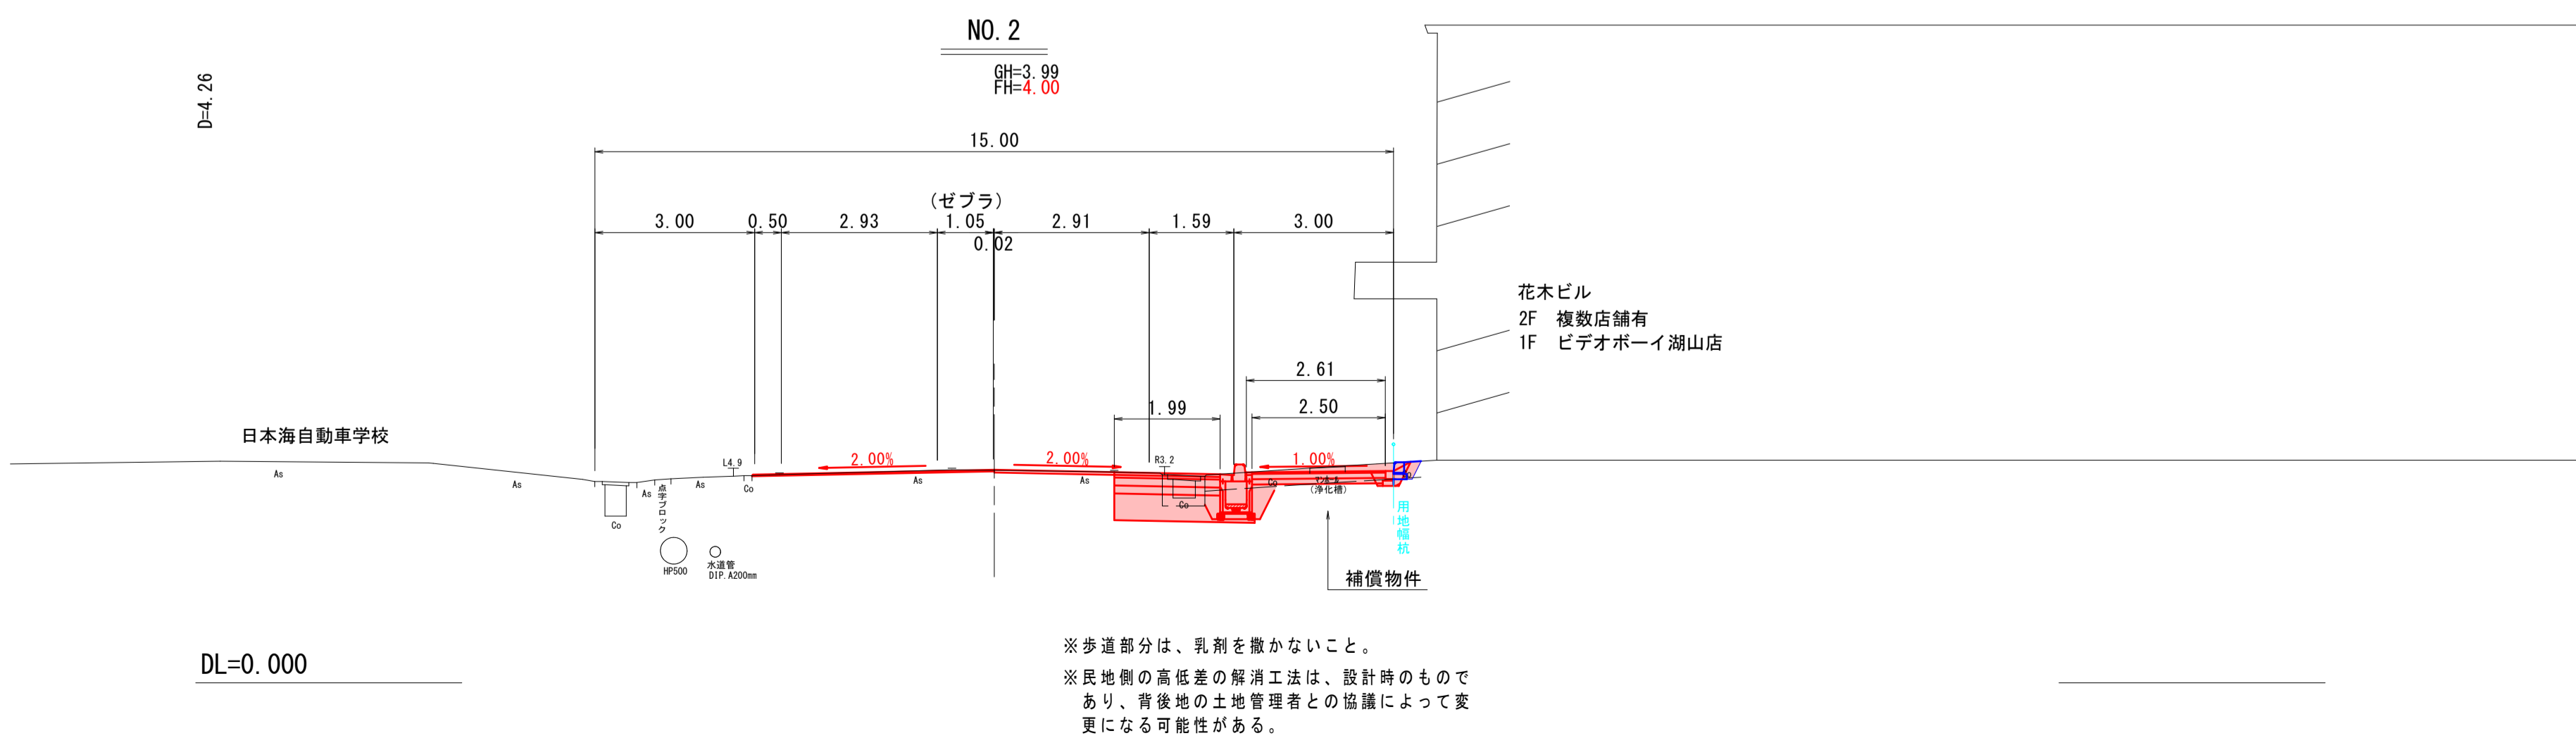 NO.2
GH=3.99
FH=4.00
D=4.26
15.00
(ゼブラ)
3.00 0.50 2.93 1.05 2.91 1.59 3.00
0.02
花木ビル
2F 複数店舗有
1F ビデオボーイ湖山店
2.61
1.99
2.50
日本海自動車学校
L4.9
2.00%
2.00%
R3.2
1.00%
As
As
As
点字ブロック
As
Co
As
As
Co
Co
マンホール
(浄化槽)
Co
用地幅杭
HP500
水道管
DIP.A200mm
補償物件
※歩道部分は、乳剤を撒かないこと。
※民地側の高低差の解消工法は、設計時のもので
あり、背後地の土地管理者との協議によって変
更になる可能性がある。
DL=0.000